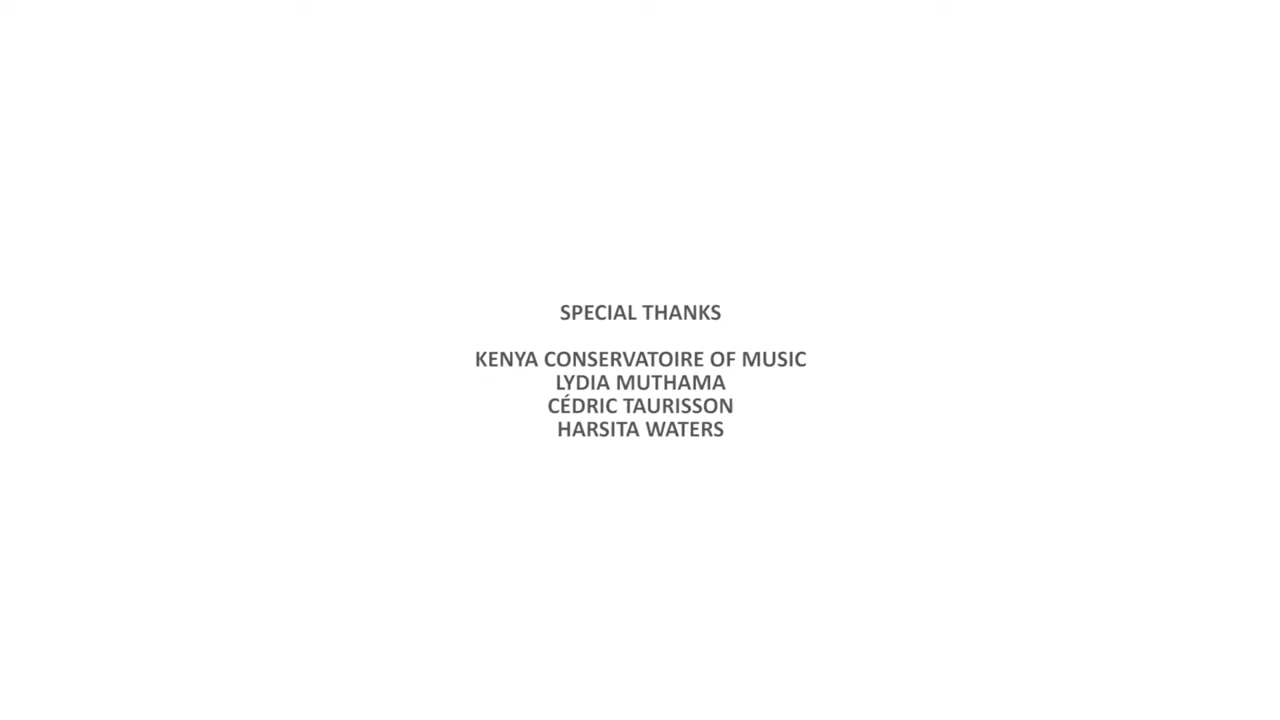 SPECIAL THANKS
KENYA CONSERVATOIRE OF MUSIC
LYDIA MUTHAMA
CÉDRIC TAURISSON
HARSITA WATERS